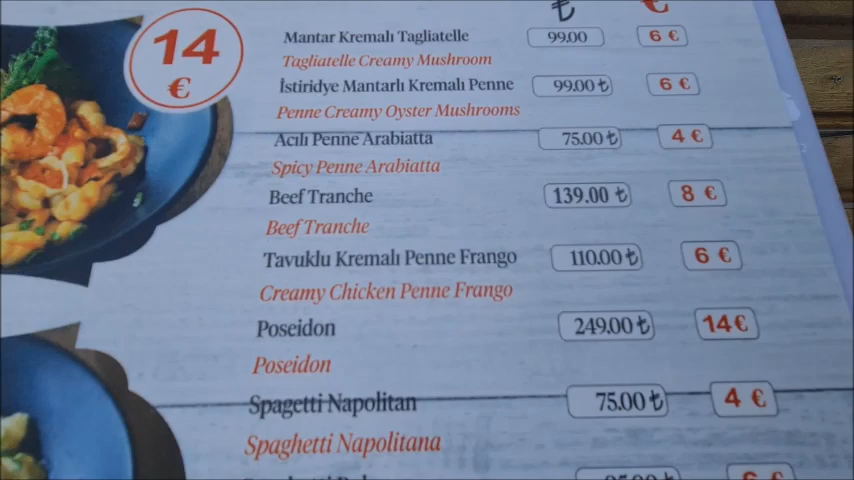 14
€
₺ €
Mantar Kremalı Tagliatelle 99.00 6 €
Tagliatelle Creamy Mushroom
İstiridye Mantarlı Kremalı Penne 99.00 ₺ 6 €
Penne Creamy Oyster Mushrooms
Acılı Penne Arabiatta 75.00 ₺ 4 €
Spicy Penne Arabiatta
Beef Tranche 139.00 ₺ 8 €
Beef Tranche
Tavuklu Kremalı Penne Frango 110.00 ₺ 6 €
Creamy Chicken Penne Frango
Poseidon 249.00 ₺ 14 €
Poseidon
Spagetti Napolitan 75.00 ₺ 4 €
Spaghetti Napolitana